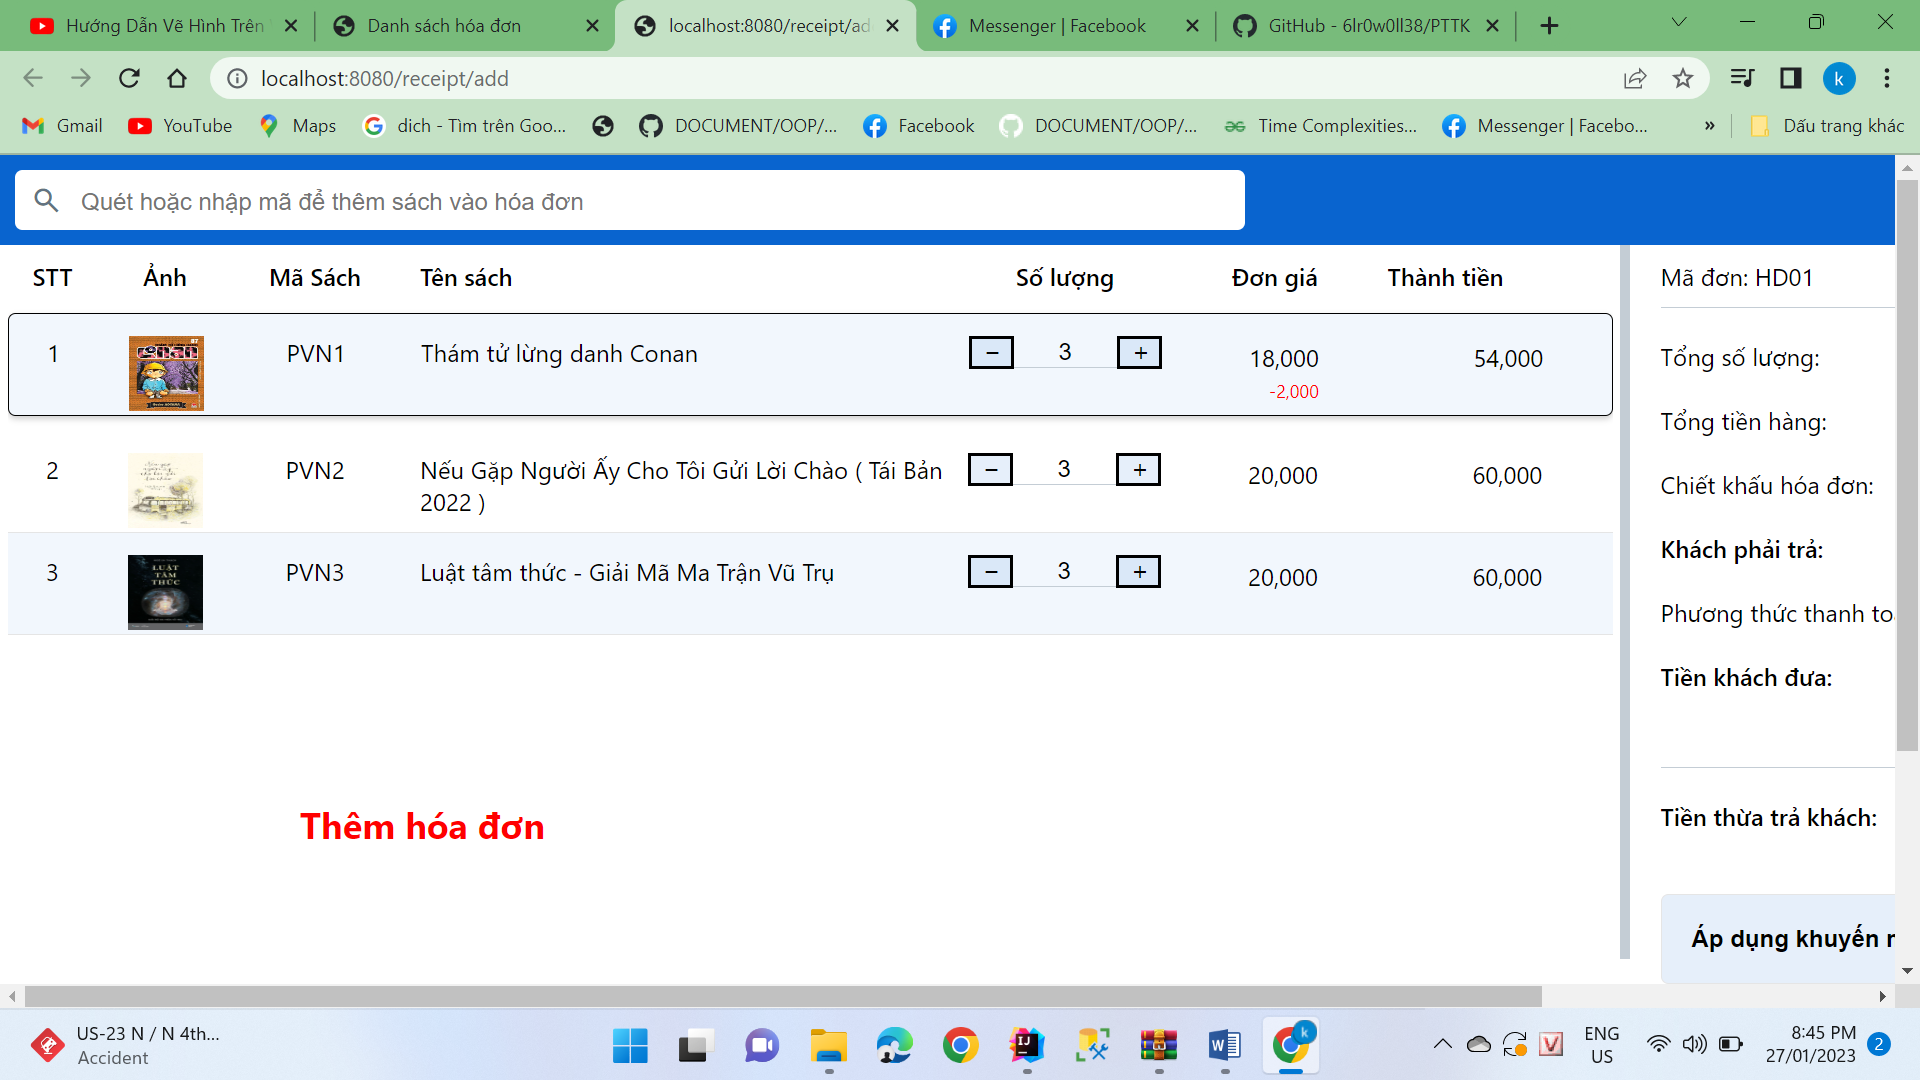 Hướng Dẫn Vẽ Hình Trên
Danh sách hóa đơn
localhost:8080/receipt/ad
Messenger | Facebook
GitHub - 6lr0w0ll38/PTTK
localhost:8080/receipt/add
k
Gmail
YouTube
Maps
dich - Tìm trên Goo...
DOCUMENT/OOP/...
Facebook
DOCUMENT/OOP/...
Time Complexities...
Messenger | Facebo...
»
Dấu trang khác
Quét hoặc nhập mã để thêm sách vào hóa đơn
STT Ảnh Mã Sách Tên sách Số lượng Đơn giá Thành tiền
1 PVN1 Thám tử lừng danh Conan − 3 + 18,000 54,000
-2,000
2 PVN2 Nếu Gặp Người Ấy Cho Tôi Gửi Lời Chào ( Tái Bản − 3 + 20,000 60,000
2022 )
3 PVN3 Luật tâm thức - Giải Mã Ma Trận Vũ Trụ − 3 + 20,000 60,000
conan
LUẬT
TÂM
THỨC
Thêm hóa đơn
Mã đơn: HD01
Tổng số lượng:
Tổng tiền hàng:
Chiết khấu hóa đơn:
Khách phải trả:
Phương thức thanh to
Tiền khách đưa:
Tiền thừa trả khách:
Áp dụng khuyến
US-23 N / N 4th...
Accident
ENG
US
8:45 PM
27/01/2023
2